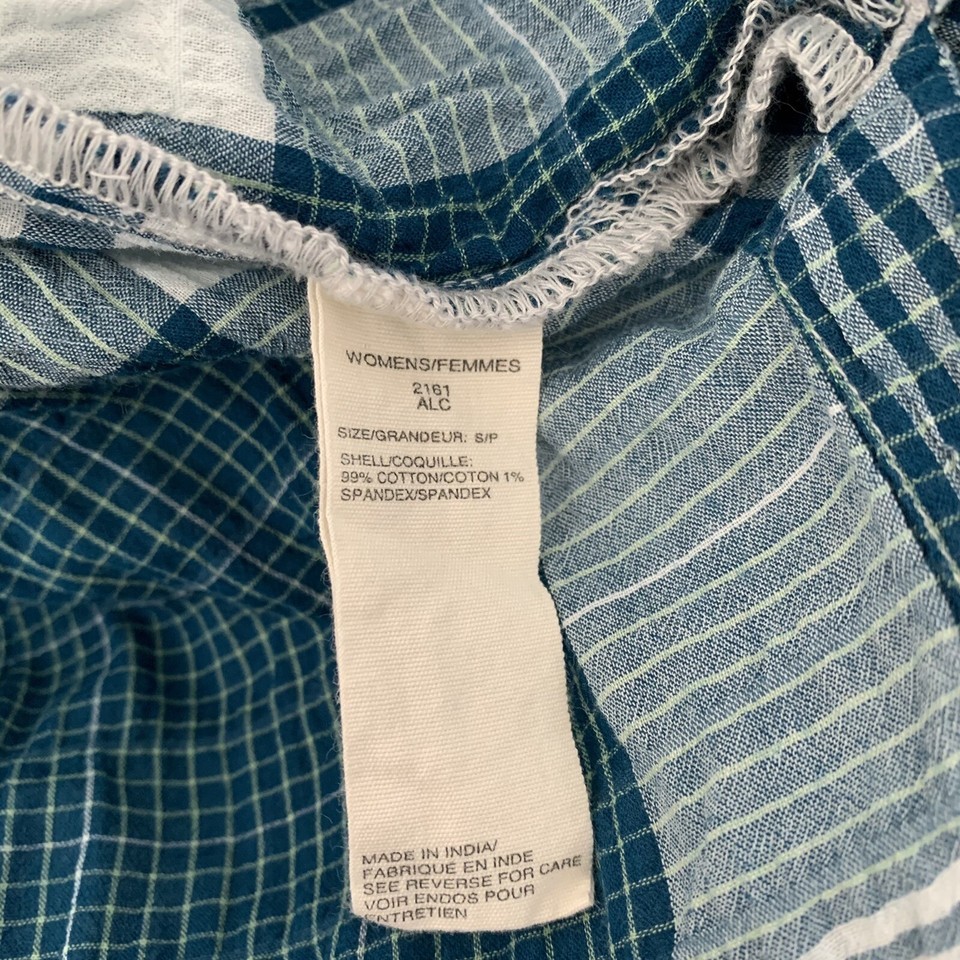 WOMENS/FEMMES
2161
ALC
SIZE/GRANDEUR: S/P
SHELL/COQUILLE:
99% COTTON/COTON 1%
SPANDEX/SPANDEX
MADE IN INDIA/
FABRIQUE EN INDE
SEE REVERSE FOR CARE
VOIR ENDOS POUR
ENTRETIEN